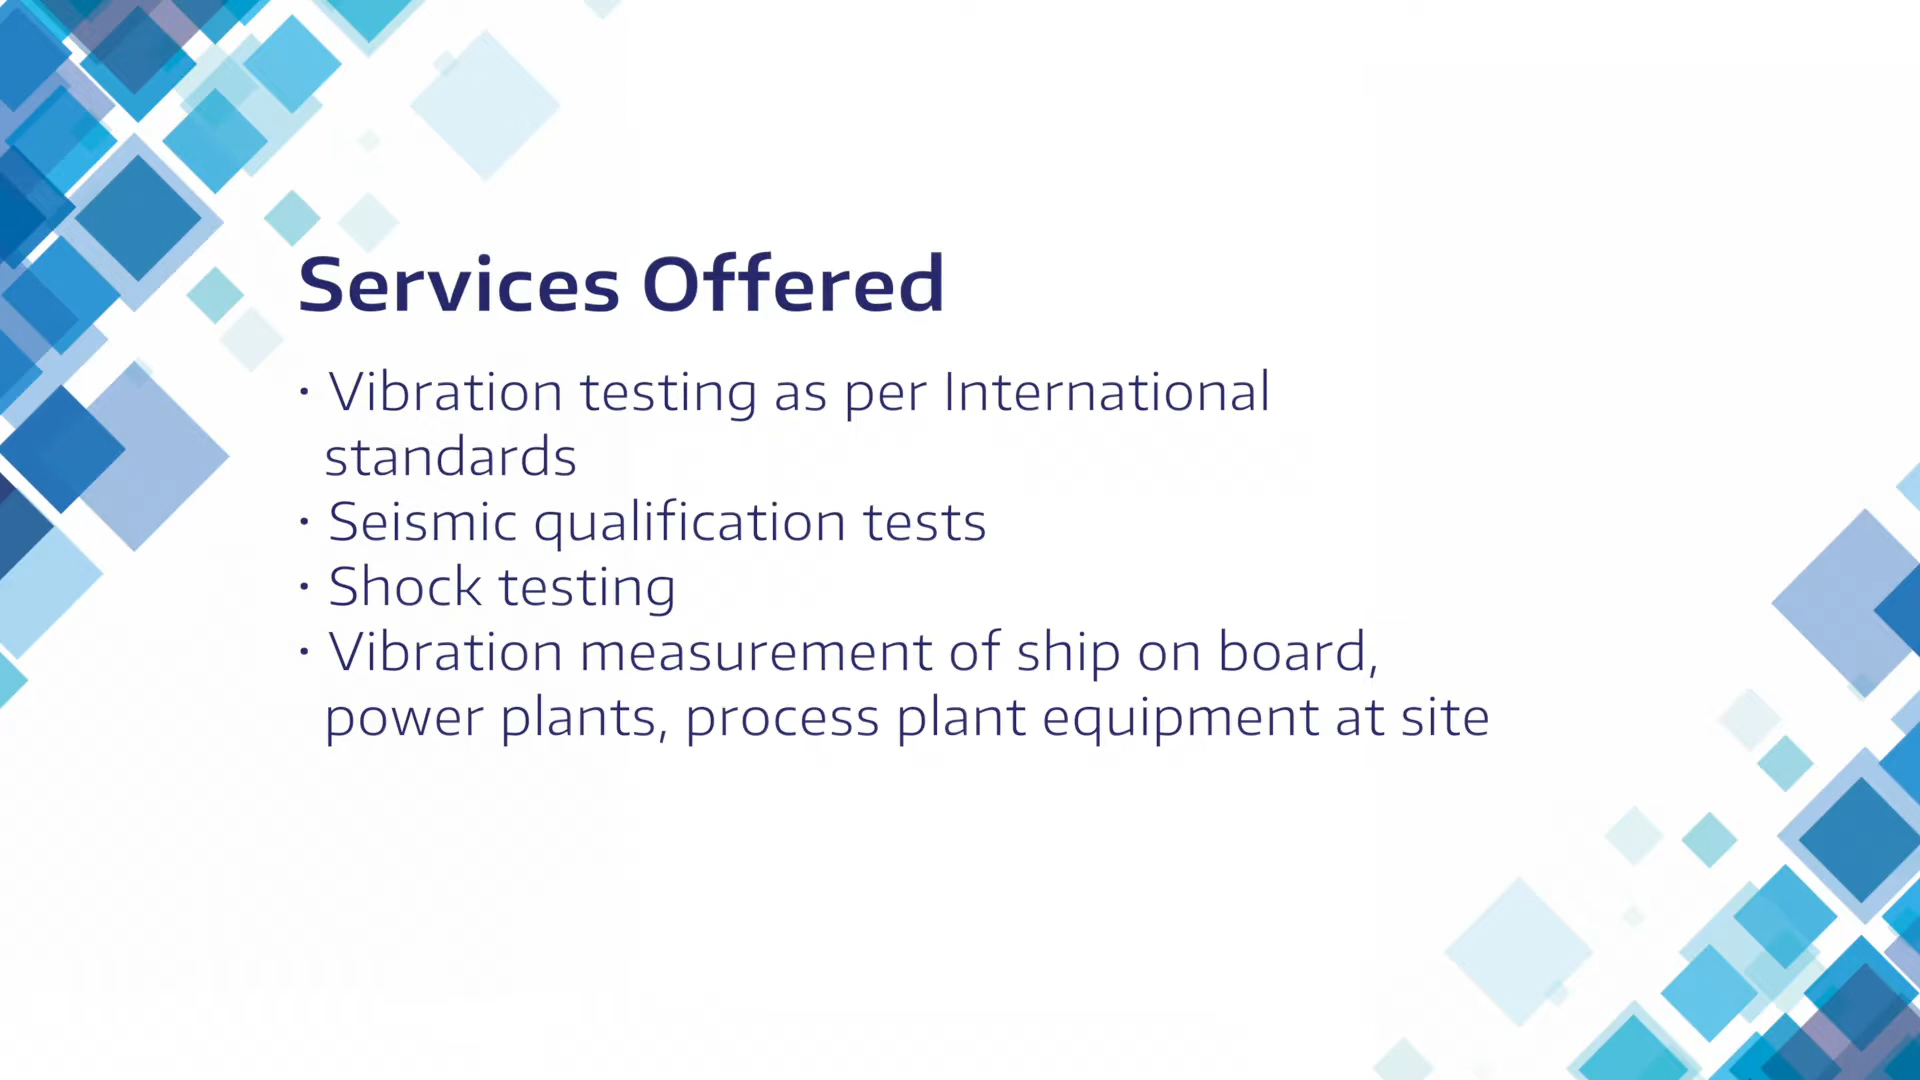 Services Offered
• Vibration testing as per International
standards
• Seismic qualification tests
• Shock testing
• Vibration measurement of ship on board,
power plants, process plant equipment at site